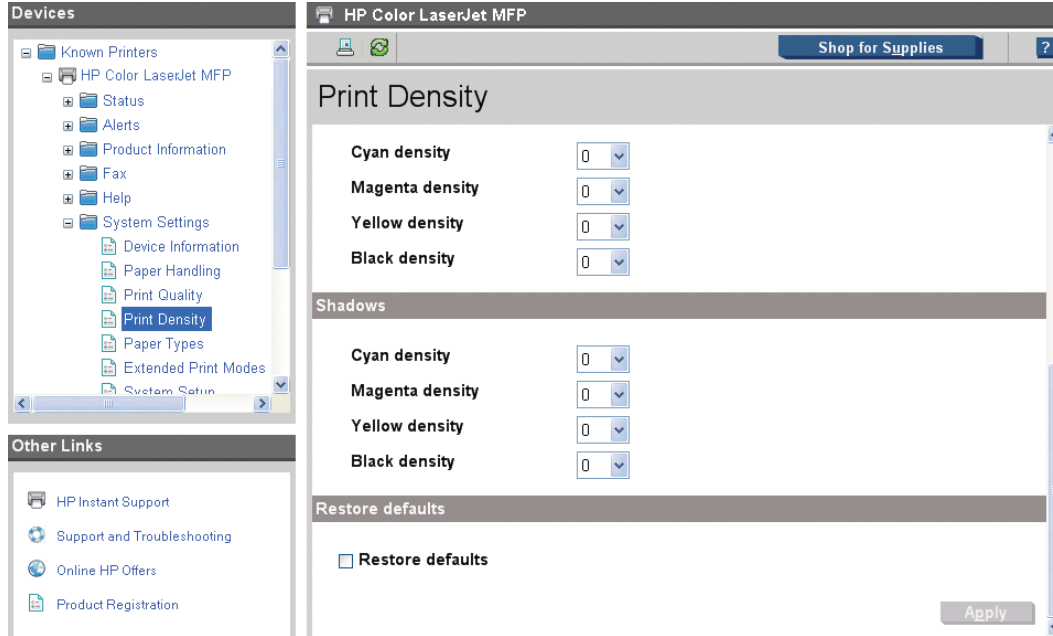 Devices
Known Printers
HP Color LaserJet MFP
Status
Alerts
Product Information
Fax
Help
System Settings
Device Information
Paper Handling
Print Quality
Print Density
Paper Types
Extended Print Modes
System Setup
Other Links
HP Instant Support
Support and Troubleshooting
Online HP Offers
Product Registration
HP Color LaserJet MFP
Shop for Supplies
?
Print Density
Cyan density 0
Magenta density 0
Yellow density 0
Black density 0
Shadows
Cyan density 0
Magenta density 0
Yellow density 0
Black density 0
Restore defaults
Restore defaults
Apply